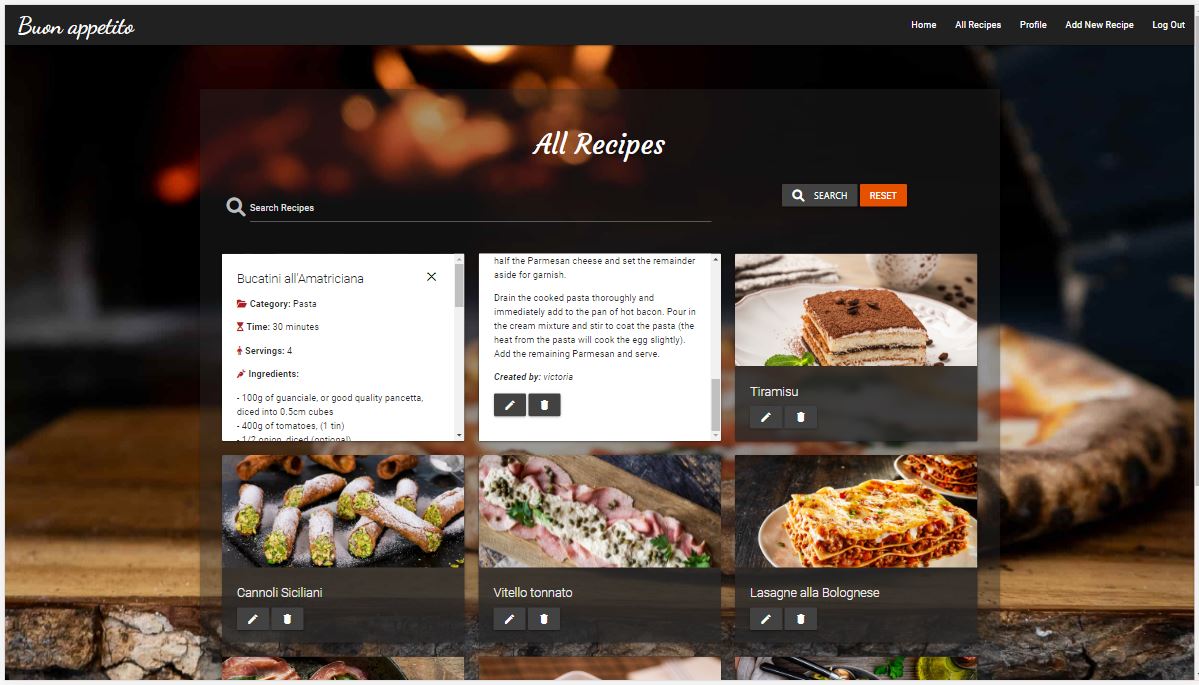 Buon appetito
Home
All Recipes
Profile
Add New Recipe
Log Out
All Recipes
Search Recipes
SEARCH
RESET
Bucatini all'Amatriciana
Category: Pasta
Time: 30 minutes
Servings: 4
Ingredients:
- 100g of guanciale, or good quality pancetta,
diced into 0.5cm cubes
- 400g of tomatoes, (1 tin)
- 1/2 onion, diced (optional)
half the Parmesan cheese and set the remainder
aside for garnish.
Drain the cooked pasta thoroughly and
immediately add to the pan of hot bacon. Pour in
the cream mixture and stir to coat the pasta (the
heat from the pasta will cook the egg slightly).
Add the remaining Parmesan and serve.
Created by: victoria
Tiramisu
Cannoli Siciliani
Vitello tonnato
Lasagne alla Bolognese